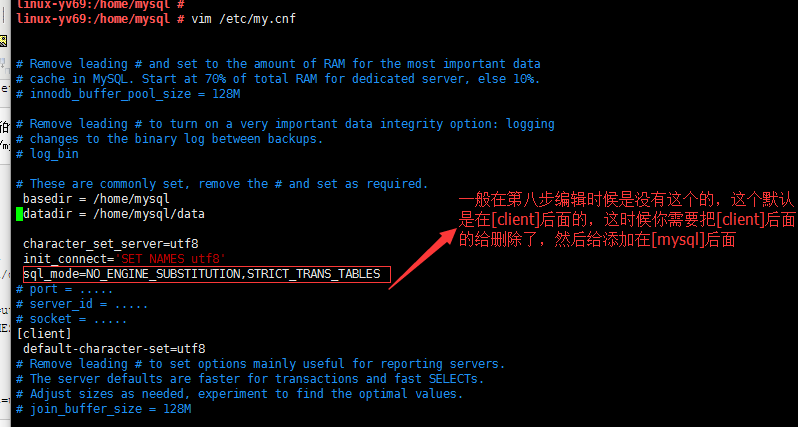 linux-yv69:/home/mysql #
linux-yv69:/home/mysql # vim /etc/my.cnf
# Remove leading # and set to the amount of RAM for the most important data
# cache in MySQL. Start at 70% of total RAM for dedicated server, else 10%.
# innodb_buffer_pool_size = 128M
# Remove leading # to turn on a very important data integrity option: logging
# changes to the binary log between backups.
# log_bin
# These are commonly set, remove the # and set as required.
basedir = /home/mysql
datadir = /home/mysql/data
character_set_server=utf8
init_connect='SET NAMES utf8'
sql_mode=NO_ENGINE_SUBSTITUTION,STRICT_TRANS_TABLES
# port = .....
# server_id = .....
# socket = .....
[client]
default-character-set=utf8
# Remove leading # to set options mainly useful for reporting servers.
# The server defaults are faster for transactions and fast SELECTs.
# Adjust sizes as needed, experiment to find the optimal values.
# join_buffer_size = 128M
一般在第八步编辑时候是没有这个的，这个默认
是在[client]后面的，这时候你需要把[client]后面
的给删除了，然后给添加在[mysql]后面